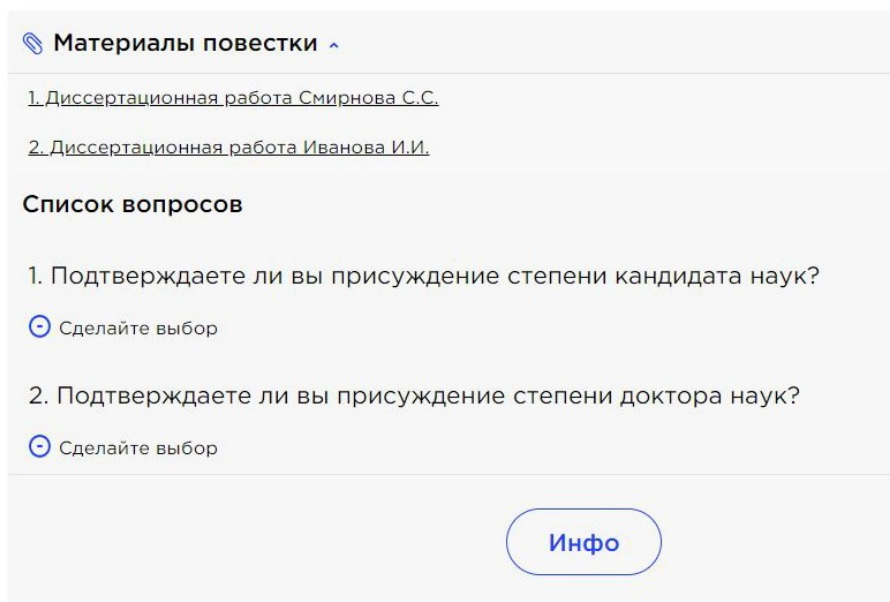 Материалы повестки
1. Диссертационная работа Смирнова С.С.
2. Диссертационная работа Иванова И.И.
Список вопросов
1. Подтверждаете ли вы присуждение степени кандидата наук?
Сделайте выбор
2. Подтверждаете ли вы присуждение степени доктора наук?
Сделайте выбор
Инфо